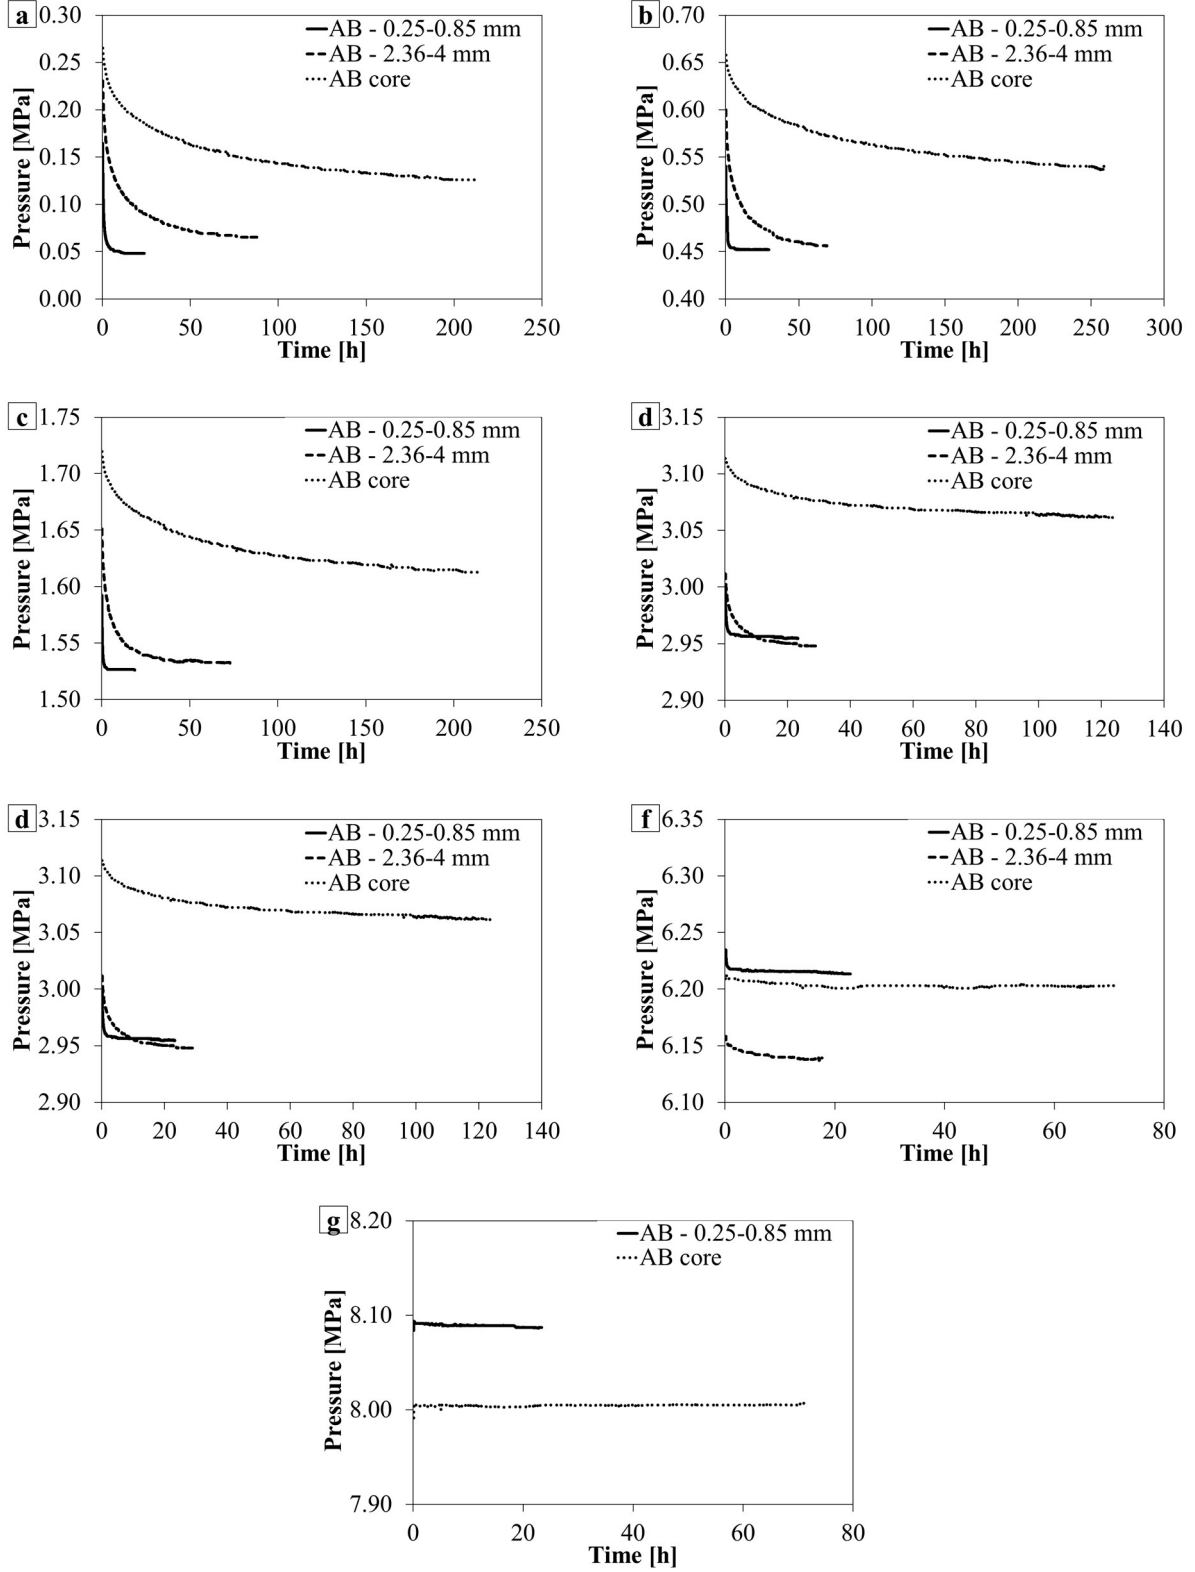 a
0.30
0.25
0.20
0.15
0.10
0.05
0.00
Pressure [MPa]
AB - 0.25-0.85 mm
AB - 2.36-4 mm
AB core
0 50 100 150 200 250
Time [h]
b
0.70
0.65
0.60
0.55
0.50
0.45
0.40
Pressure [MPa]
AB - 0.25-0.85 mm
AB - 2.36-4 mm
AB core
0 50 100 150 200 250 300
Time [h]
c
1.75
1.70
1.65
1.60
1.55
1.50
Pressure [MPa]
AB - 0.25-0.85 mm
AB - 2.36-4 mm
AB core
0 50 100 150 200 250
Time [h]
d
3.15
3.10
3.05
3.00
2.95
2.90
Pressure [MPa]
AB - 0.25-0.85 mm
AB - 2.36-4 mm
AB core
0 20 40 60 80 100 120 140
Time [h]
d
3.15
3.10
3.05
3.00
2.95
2.90
Pressure [MPa]
AB - 0.25-0.85 mm
AB - 2.36-4 mm
AB core
0 20 40 60 80 100 120 140
Time [h]
f
6.35
6.30
6.25
6.20
6.15
6.10
Pressure [MPa]
AB - 0.25-0.85 mm
AB - 2.36-4 mm
AB core
0 20 40 60 80
Time [h]
g
8.20
8.10
8.00
7.90
Pressure [MPa]
AB - 0.25-0.85 mm
AB core
0 20 40 60 80
Time [h]